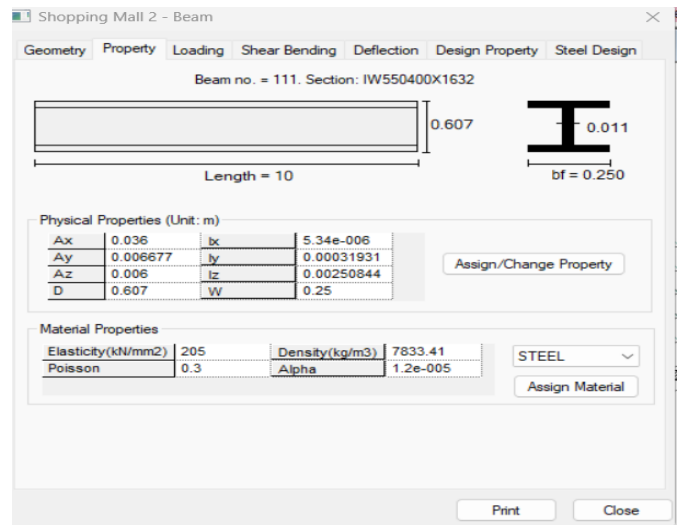 Shopping Mall 2 - Beam
Geometry Property Loading Shear Bending Deflection Design Property Steel Design
Beam no. = 111. Section: IW550400X1632
0.607
0.011
Length = 10
bf = 0.250
Physical Properties (Unit: m)
Ax 0.036 Ix 5.34e-006
Ay 0.006677 Iy 0.00031931
Az 0.006 Iz 0.00250844
D 0.607 W 0.25
Assign/Change Property
Material Properties
Elasticity(kN/mm2) 205 Density(kg/m3) 7833.41
Poisson 0.3 Alpha 1.2e-005
STEEL
Assign Material
Print Close